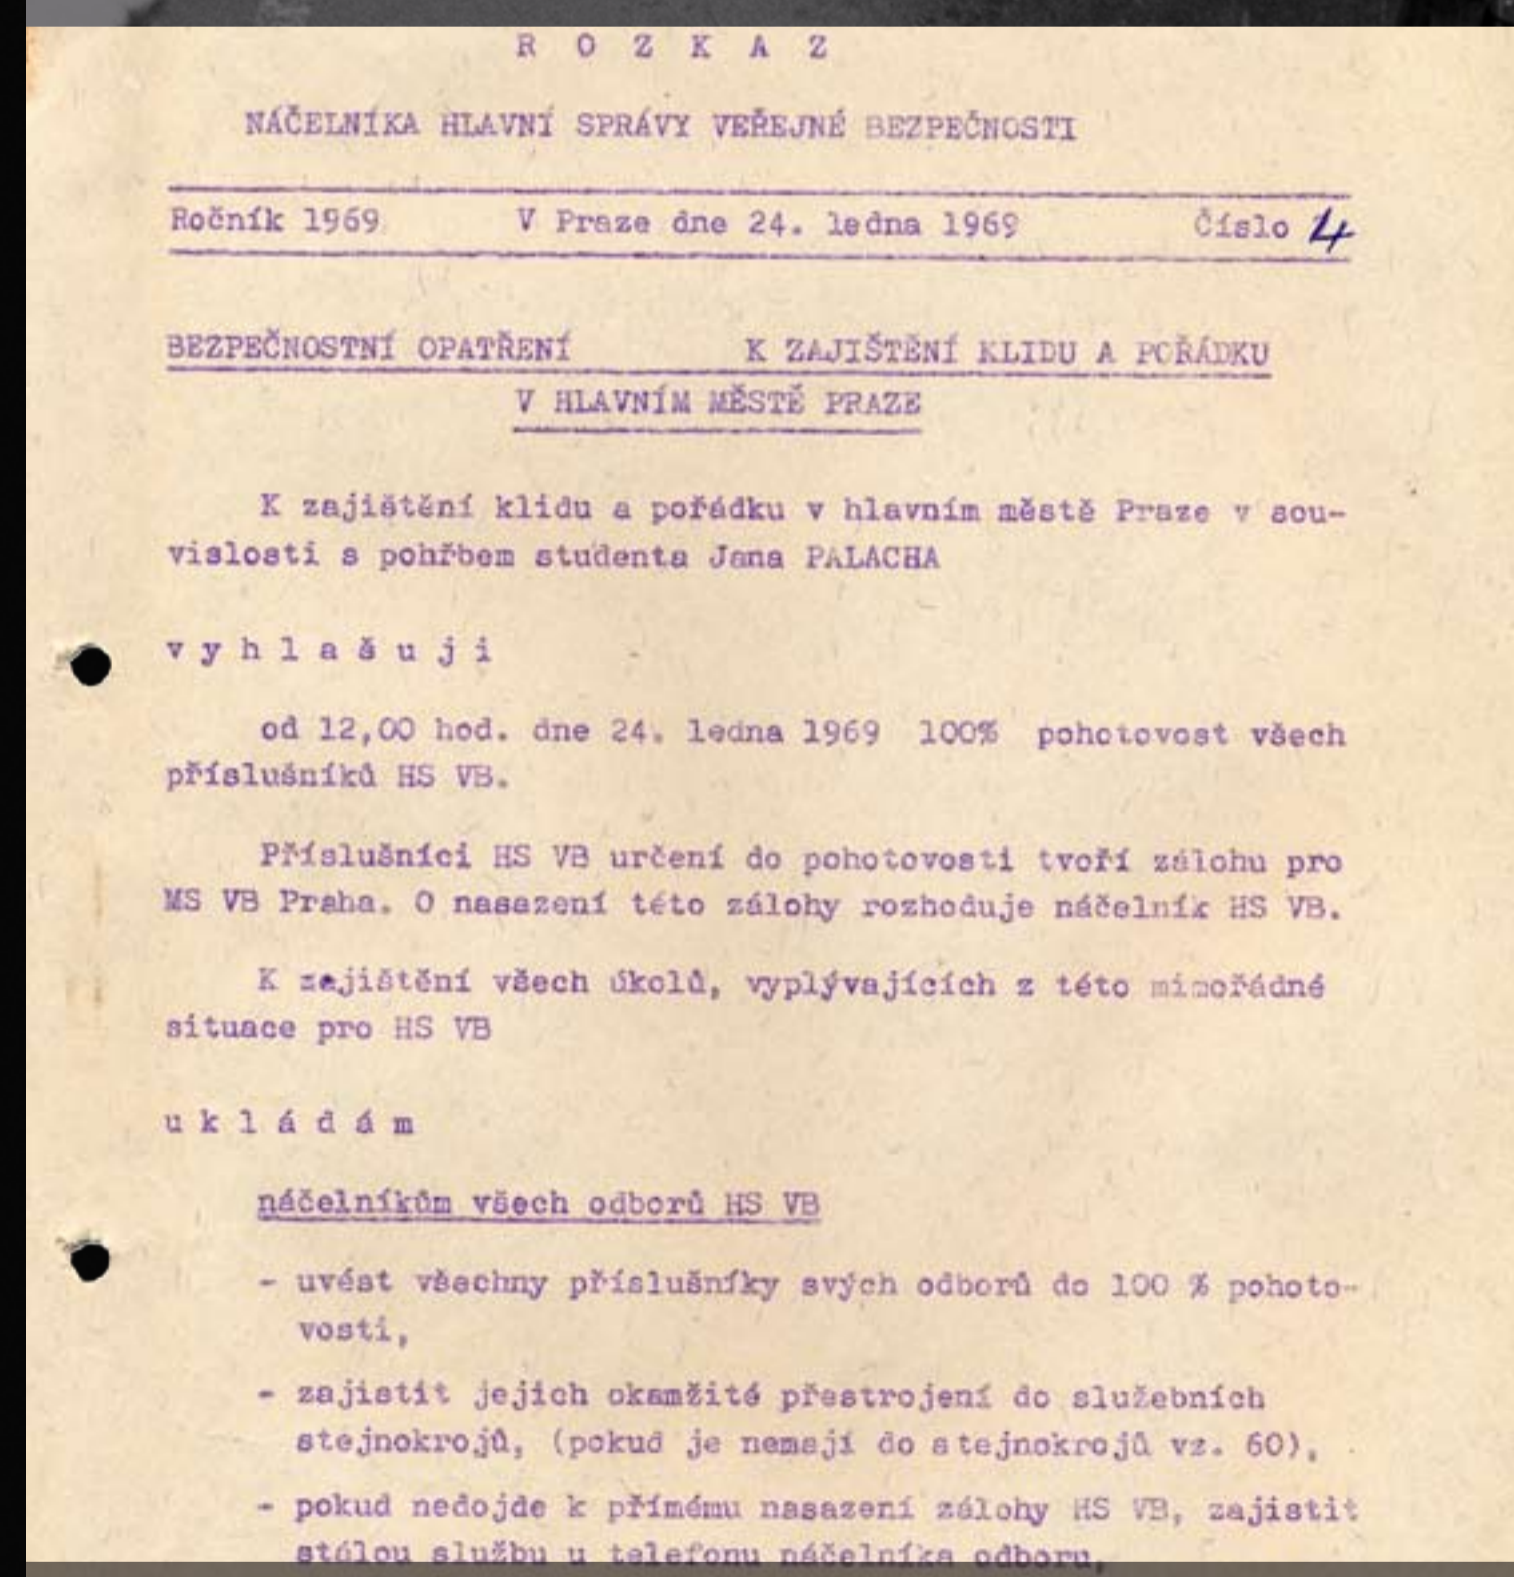 R O Z K A Z
NÁČELNÍKA HLAVNÍ SPRÁVY VEŘEJNÉ BEZPEČNOSTI
Ročník 1969 V Praze dne 24. ledna 1969 Číslo 4
BEZPEČNOSTNÍ OPATŘENÍ K ZAJIŠTĚNÍ KLIDU A POŘÁDKU
V HLAVNÍM MĚSTĚ PRAZE
K zajištění klidu a pořádku v hlavním městě Praze v sou-
vislosti s pohřbem studenta Jana PALACHA
v y h l a š u j i
od 12,00 hod. dne 24. ledna 1969 100% pohotovost všech
příslušníků HS VB.
Příslušníci HS VB určení do pohotovosti tvoří zálohu pro
MS VB Praha. O nasazení této zálohy rozhoduje náčelník HS VB.
K zajištění všech úkolů, vyplývajících z této mimořádné
situace pro HS VB
u k l á d á m
náčelníkům všech odborů HS VB
- uvést všechny příslušníky svých odborů do 100 % pohoto-
vosti,
- zajistit jejich okamžité přestrojení do služebních
stejnokrojů, (pokud je nemají do stejnokrojů vz. 60),
- pokud nedojde k přímému nasazení zálohy HS VB, zajistit
stálou službu u telefonu náčelníka odboru,